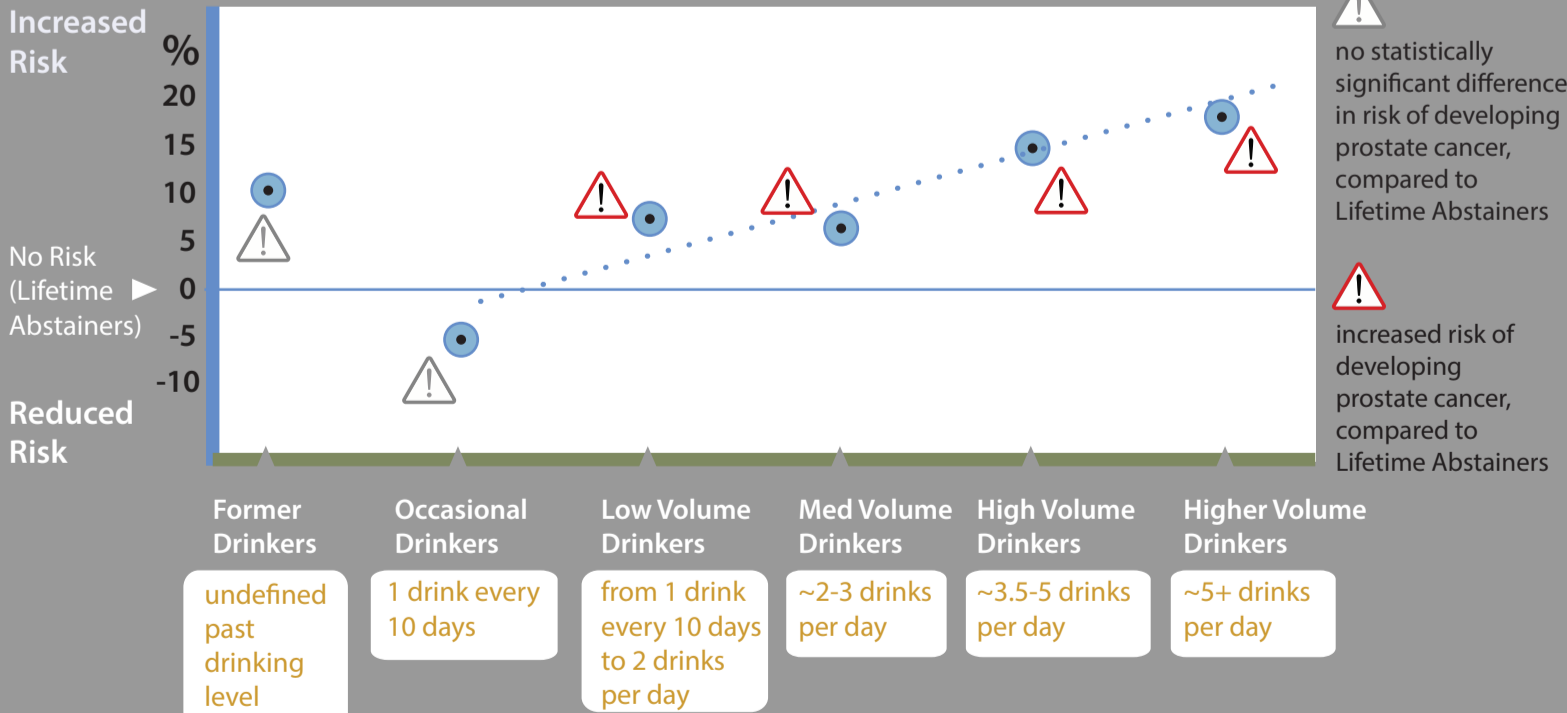 Increased
Risk
%
20
15
10
5
0
-5
-10
No Risk
(Lifetime
Abstainers)
Reduced
Risk
no statistically
significant difference
in risk of developing
prostate cancer,
compared to
Lifetime Abstainers
increased risk of
developing
prostate cancer,
compared to
Lifetime Abstainers
Former
Drinkers
undefined
past
drinking
level
Occasional
Drinkers
1 drink every
10 days
Low Volume
Drinkers
from 1 drink
every 10 days
to 2 drinks
per day
Med Volume
Drinkers
~2-3 drinks
per day
High Volume
Drinkers
~3.5-5 drinks
per day
Higher Volume
Drinkers
~5+ drinks
per day